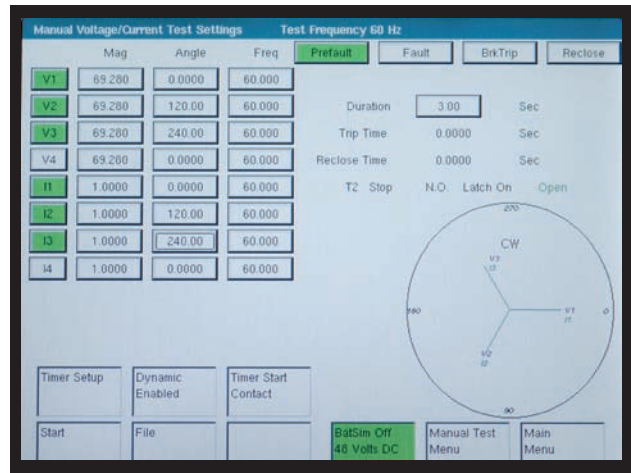 Manual Voltage/Current Test Settings Test Frequency 60 Hz
Mag Angle Freq Prefault Fault BrkTrip Reclose
V1 69.280 0.0000 60.000
V2 69.280 120.00 60.000 Duration 3.00 Sec
V3 69.280 240.00 60.000 Trip Time 0.0000 Sec
V4 69.280 0.0000 60.000 Reclose Time 0.0000 Sec
I1 1.0000 0.0000 60.000 T2 Stop N.O. Latch On Open
I2 1.0000 120.00 60.000
I3 1.0000 240.00 60.000
I4 1.0000 0.0000 60.000
270
CW
V3
I3
180 V1 0
I1
V2
I2
90
Timer Setup Dynamic Enabled Timer Start Contact
Start File BatSim Off 48 Volts DC Manual Test Menu Main Menu